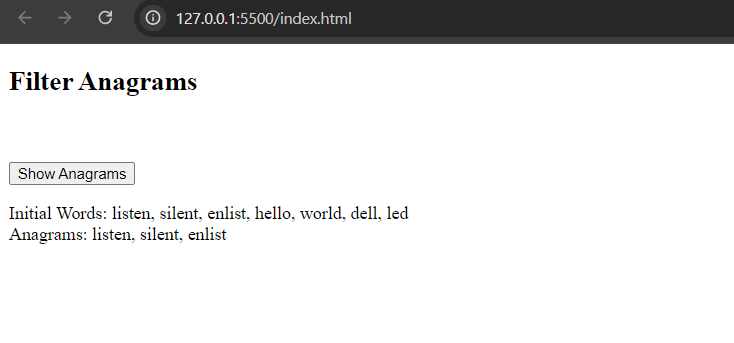 127.0.0.1:5500/index.html
Filter Anagrams
Show Anagrams
Initial Words: listen, silent, enlist, hello, world, dell, led
Anagrams: listen, silent, enlist